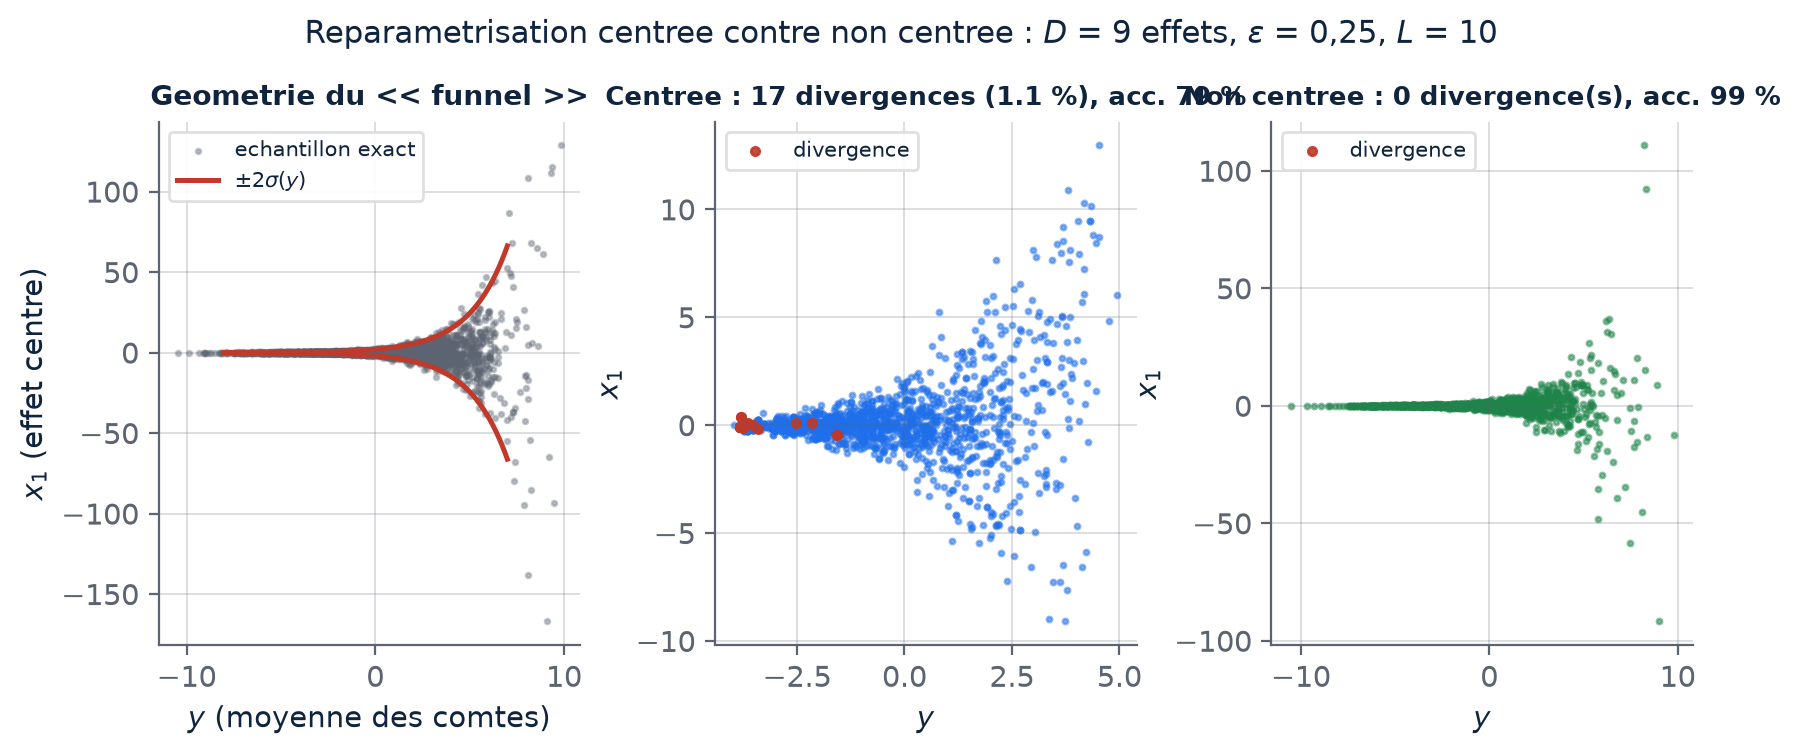 Reparametrisation centree contre non centree : D = 9 effets, ε = 0,25, L = 10
Geometrie du << funnel >>
echantillon exact
±2σ(y)
100
50
0
−50
−100
−150
−10
0
10
x₁ (effet centre)
y (moyenne des comtes)
Centree : 17 divergences (1.1 %), acc. 79 %
divergence
10
5
0
−5
−10
−2.5
0.0
2.5
5.0
x₁
y
Non centree : 0 divergence(s), acc. 99 %
divergence
100
50
0
−50
−100
−10
0
10
x₁
y